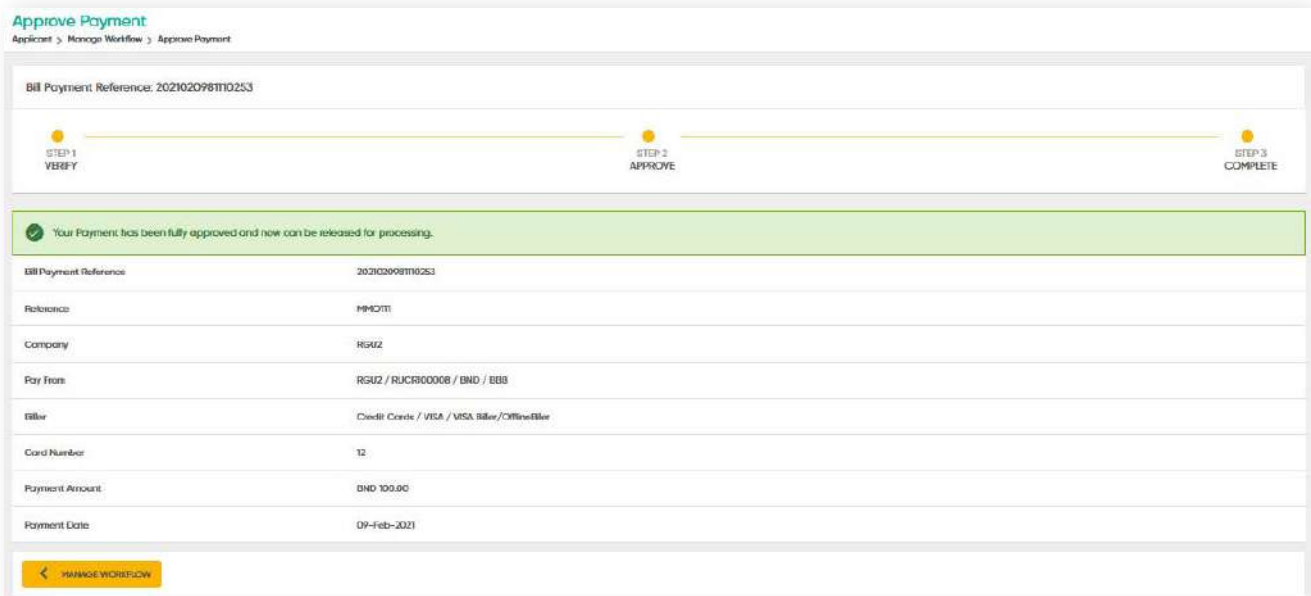 Approve Payment
Applicant > Manage Workflow > Approve Payment
Bill Payment Reference: 2021020981110253
STEP 1 STEP 2 STEP 3
VERIFY APPROVE COMPLETE
Your Payment has been fully approved and now can be released for processing.
Bill Payment Reference 2021020981110253
Reference
Company RGU2
Pay From RGU2 / RUCR100008 / BND / BBB
Biller Credit Cards / VISA / VISA Biller/OfflineBiller
Card Number 12
Payment Amount BND 100.00
Payment Date 09-Feb-2021
MANAGE WORKFLOW